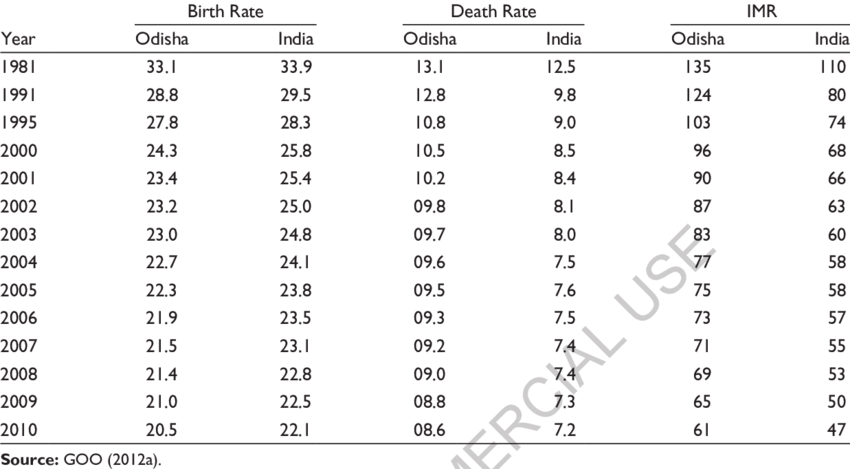 Birth Rate Death Rate IMR
Year Odisha India Odisha India Odisha India
1981 33.1 33.9 13.1 12.5 135 110
1991 28.8 29.5 12.8 9.8 124 80
1995 27.8 28.3 10.8 9.0 103 74
2000 24.3 25.8 10.5 8.5 96 68
2001 23.4 25.4 10.2 8.4 90 66
2002 23.2 25.0 09.8 8.1 87 63
2003 23.0 24.8 09.7 8.0 83 60
2004 22.7 24.1 09.6 7.5 77 58
2005 22.3 23.8 09.5 7.6 75 58
2006 21.9 23.5 09.3 7.5 73 57
2007 21.5 23.1 09.2 7.4 71 55
2008 21.4 22.8 09.0 7.4 69 53
2009 21.0 22.5 08.8 7.3 65 50
2010 20.5 22.1 08.6 7.2 61 47
Source: GOO (2012a).
MERCIAL USE